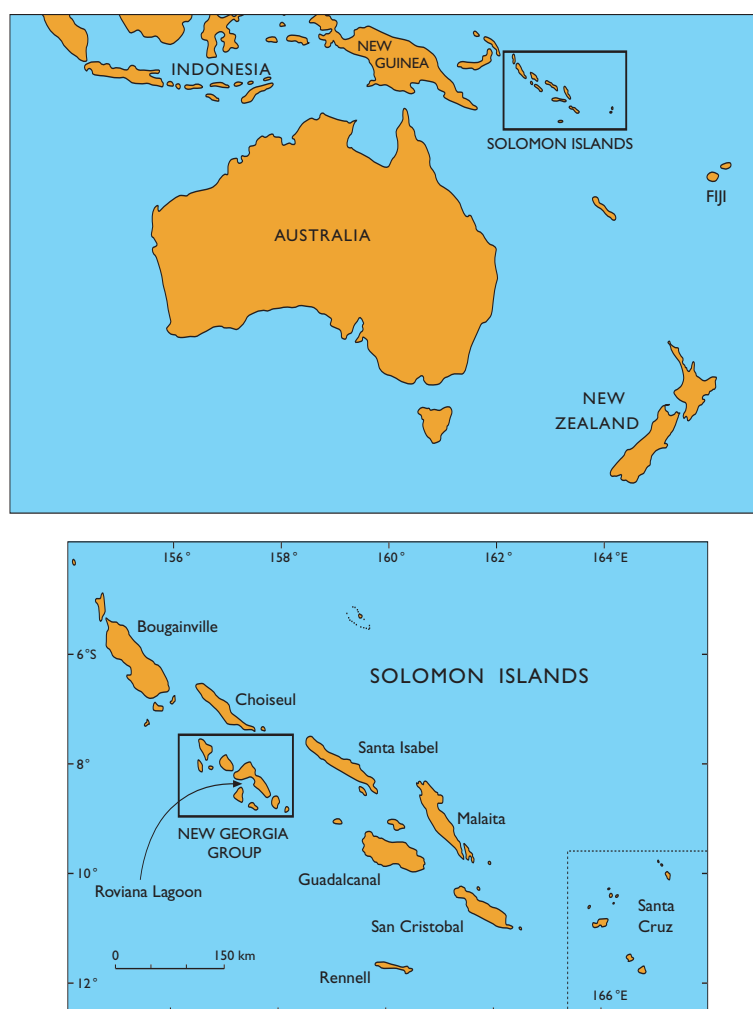 NEW
GUINEA
INDONESIA
SOLOMON ISLANDS
FIJI
AUSTRALIA
NEW
ZEALAND
156° 158° 160° 162° 164°E
Bougainville
6°S
SOLOMON ISLANDS
Choiseul
Santa Isabel
8°
Malaita
NEW GEORGIA
GROUP
Guadalcanal
10°
Roviana Lagoon
Santa
Cruz
San Cristobal
0 150 km
Rennell
12°
166°E